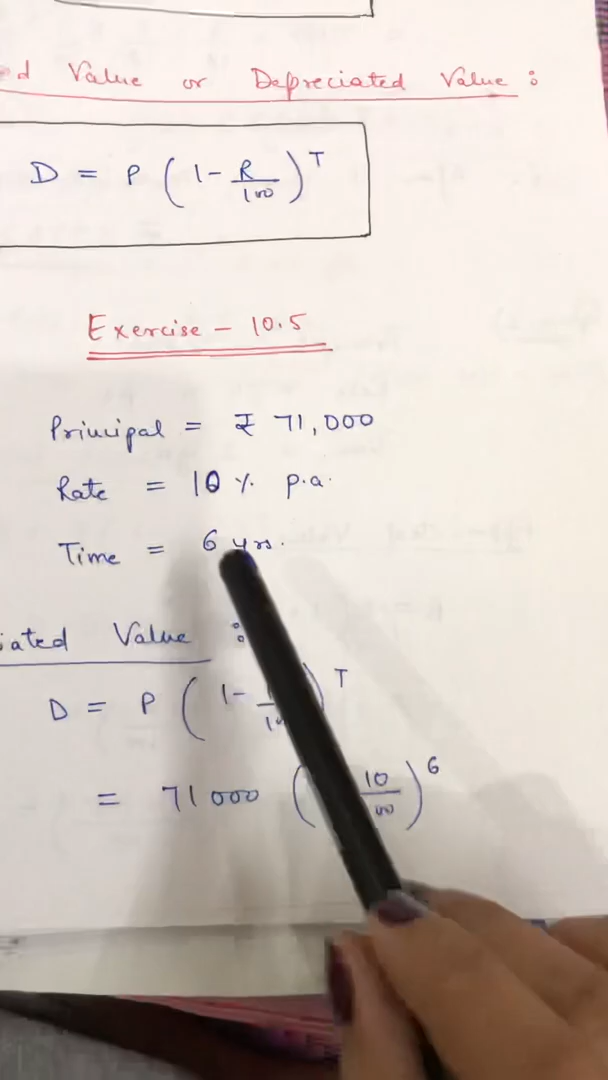 Value or Depreciated Value :
D = P ( 1 - R/100 )^T
Exercise - 10.5
Principal = ₹ 71,000
Rate = 10 % p.a.
Time = 6 yrs.
Value :
D = P ( 1 - )^T
= 71000 ( 10/100 )^6